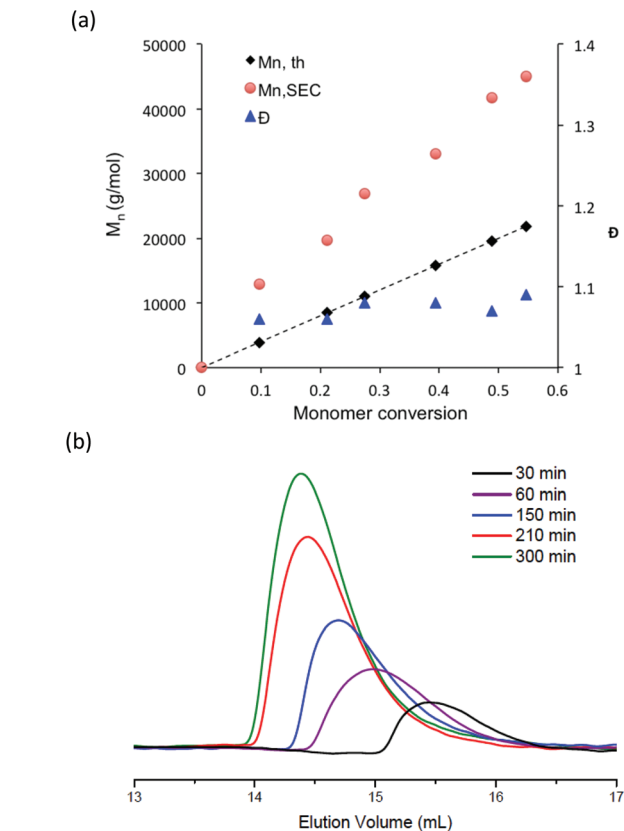 (a)
50000
40000
30000
20000
10000
0
Mn (g/mol)
Mn, th
Mn,SEC
Đ
1.4
1.3
1.2
1.1
1
Đ
0 0.1 0.2 0.3 0.4 0.5 0.6
Monomer conversion
(b)
30 min
60 min
150 min
210 min
300 min
13 14 15 16 17
Elution Volume (mL)